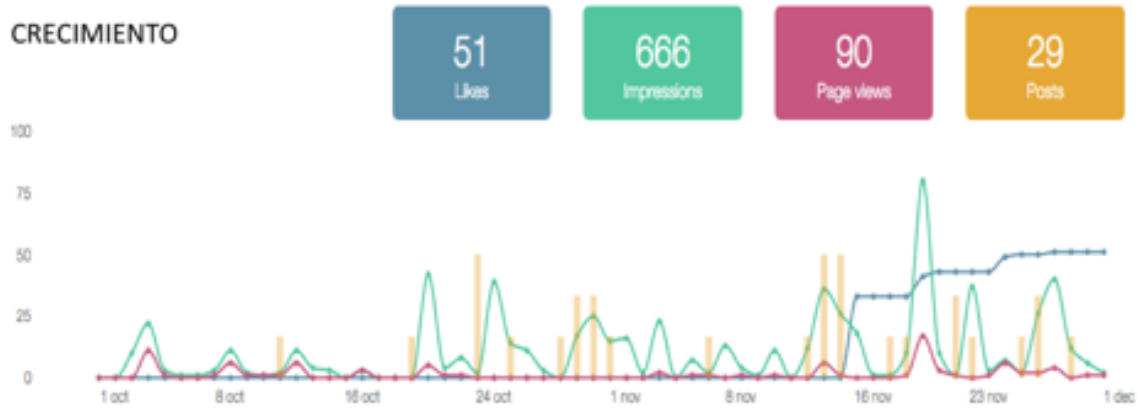 CRECIMIENTO
51
Likes
666
Impressions
90
Page views
29
Posts
100
75
50
25
0
1 oct
8 oct
16 oct
24 oct
1 nov
8 nov
16 nov
23 nov
1 dec